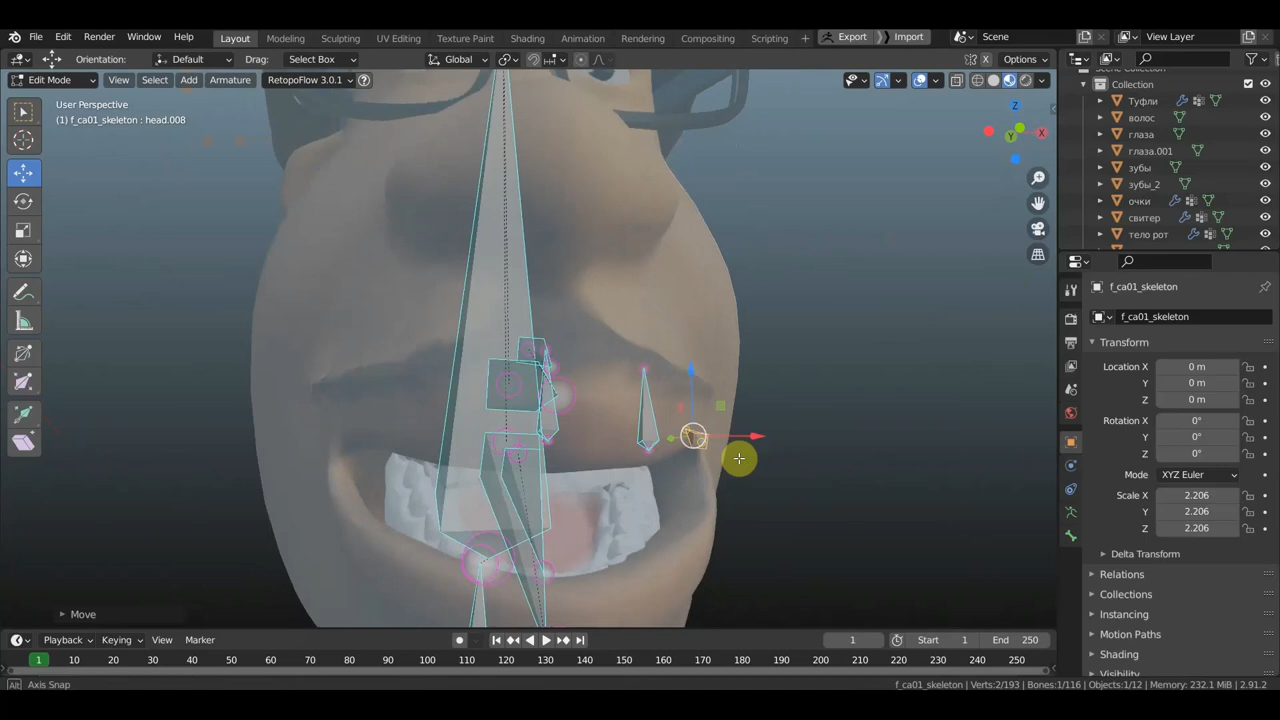 File Edit Render Window Help Layout Modeling Sculpting UV Editing Texture Paint Shading Animation Rendering Compositing Scripting + Export Import Scene View Layer
Orientation: Default Drag: Select Box Global X Options
Edit Mode View Select Add Armature RetopoFlow 3.0.1
User Perspective
(1) f_ca01_skeleton : head.008
Z
X
Y
Collection
Туфли
волос
глаза
глаза.001
зубы
зубы_2
очки
свитер
тело рот
f_ca01_skeleton
f_ca01_skeleton
Transform
Location X 0 m
Y 0 m
Z 0 m
Rotation X 0°
Y 0°
Z 0°
Mode XYZ Euler
Scale X 2.206
Y 2.206
Z 2.206
Delta Transform
Relations
Collections
Instancing
Motion Paths
Shading
Visibility
Move
Playback Keying View Marker 1 Start 1 End 250
1 10 20 30 40 50 60 70 80 90 100 110 120 130 140 150 160 170 180 190 200 210 220 230 240 250
Alt Axis Snap f_ca01_skeleton | Verts:2/193 | Bones:1/116 | Objects:1/12 | Memory: 232.1 MiB | 2.91.2